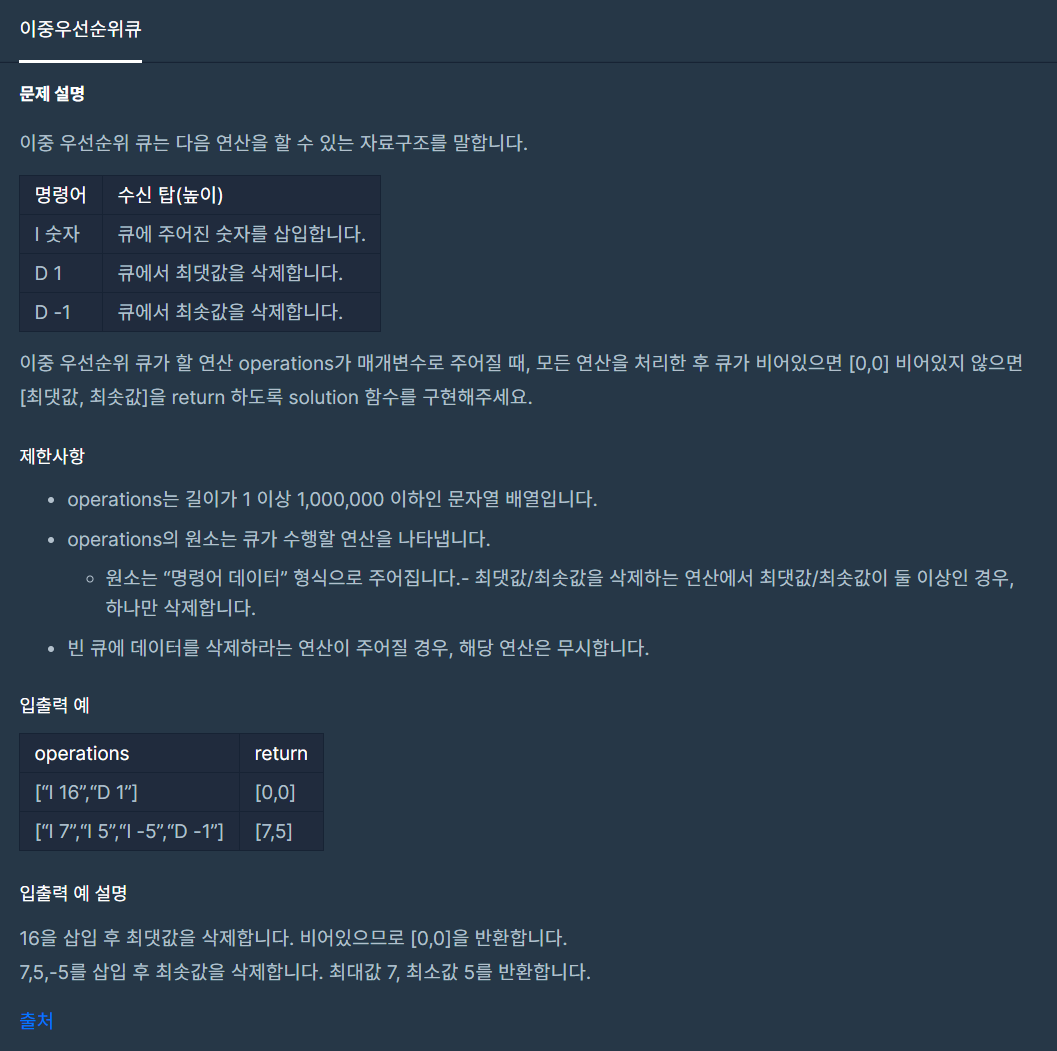 이중우선순위큐
문제 설명
이중 우선순위 큐는 다음 연산을 할 수 있는 자료구조를 말합니다.
명령어 수신 탑(높이)
I 숫자 큐에 주어진 숫자를 삽입합니다.
D 1 큐에서 최댓값을 삭제합니다.
D -1 큐에서 최솟값을 삭제합니다.
이중 우선순위 큐가 할 연산 operations가 매개변수로 주어질 때, 모든 연산을 처리한 후 큐가 비어있으면 [0,0] 비어있지 않으면
[최댓값, 최솟값]을 return 하도록 solution 함수를 구현해주세요.
제한사항
• operations는 길이가 1 이상 1,000,000 이하인 문자열 배열입니다.
• operations의 원소는 큐가 수행할 연산을 나타냅니다.
◦ 원소는 “명령어 데이터” 형식으로 주어집니다.- 최댓값/최솟값을 삭제하는 연산에서 최댓값/최솟값이 둘 이상인 경우,
하나만 삭제합니다.
• 빈 큐에 데이터를 삭제하라는 연산이 주어질 경우, 해당 연산은 무시합니다.
입출력 예
operations return
[“I 16”,“D 1”] [0,0]
[“I 7”,“I 5”,“I -5”,“D -1”] [7,5]
입출력 예 설명
16을 삽입 후 최댓값을 삭제합니다. 비어있으므로 [0,0]을 반환합니다.
7,5,-5를 삽입 후 최솟값을 삭제합니다. 최대값 7, 최소값 5를 반환합니다.
출처